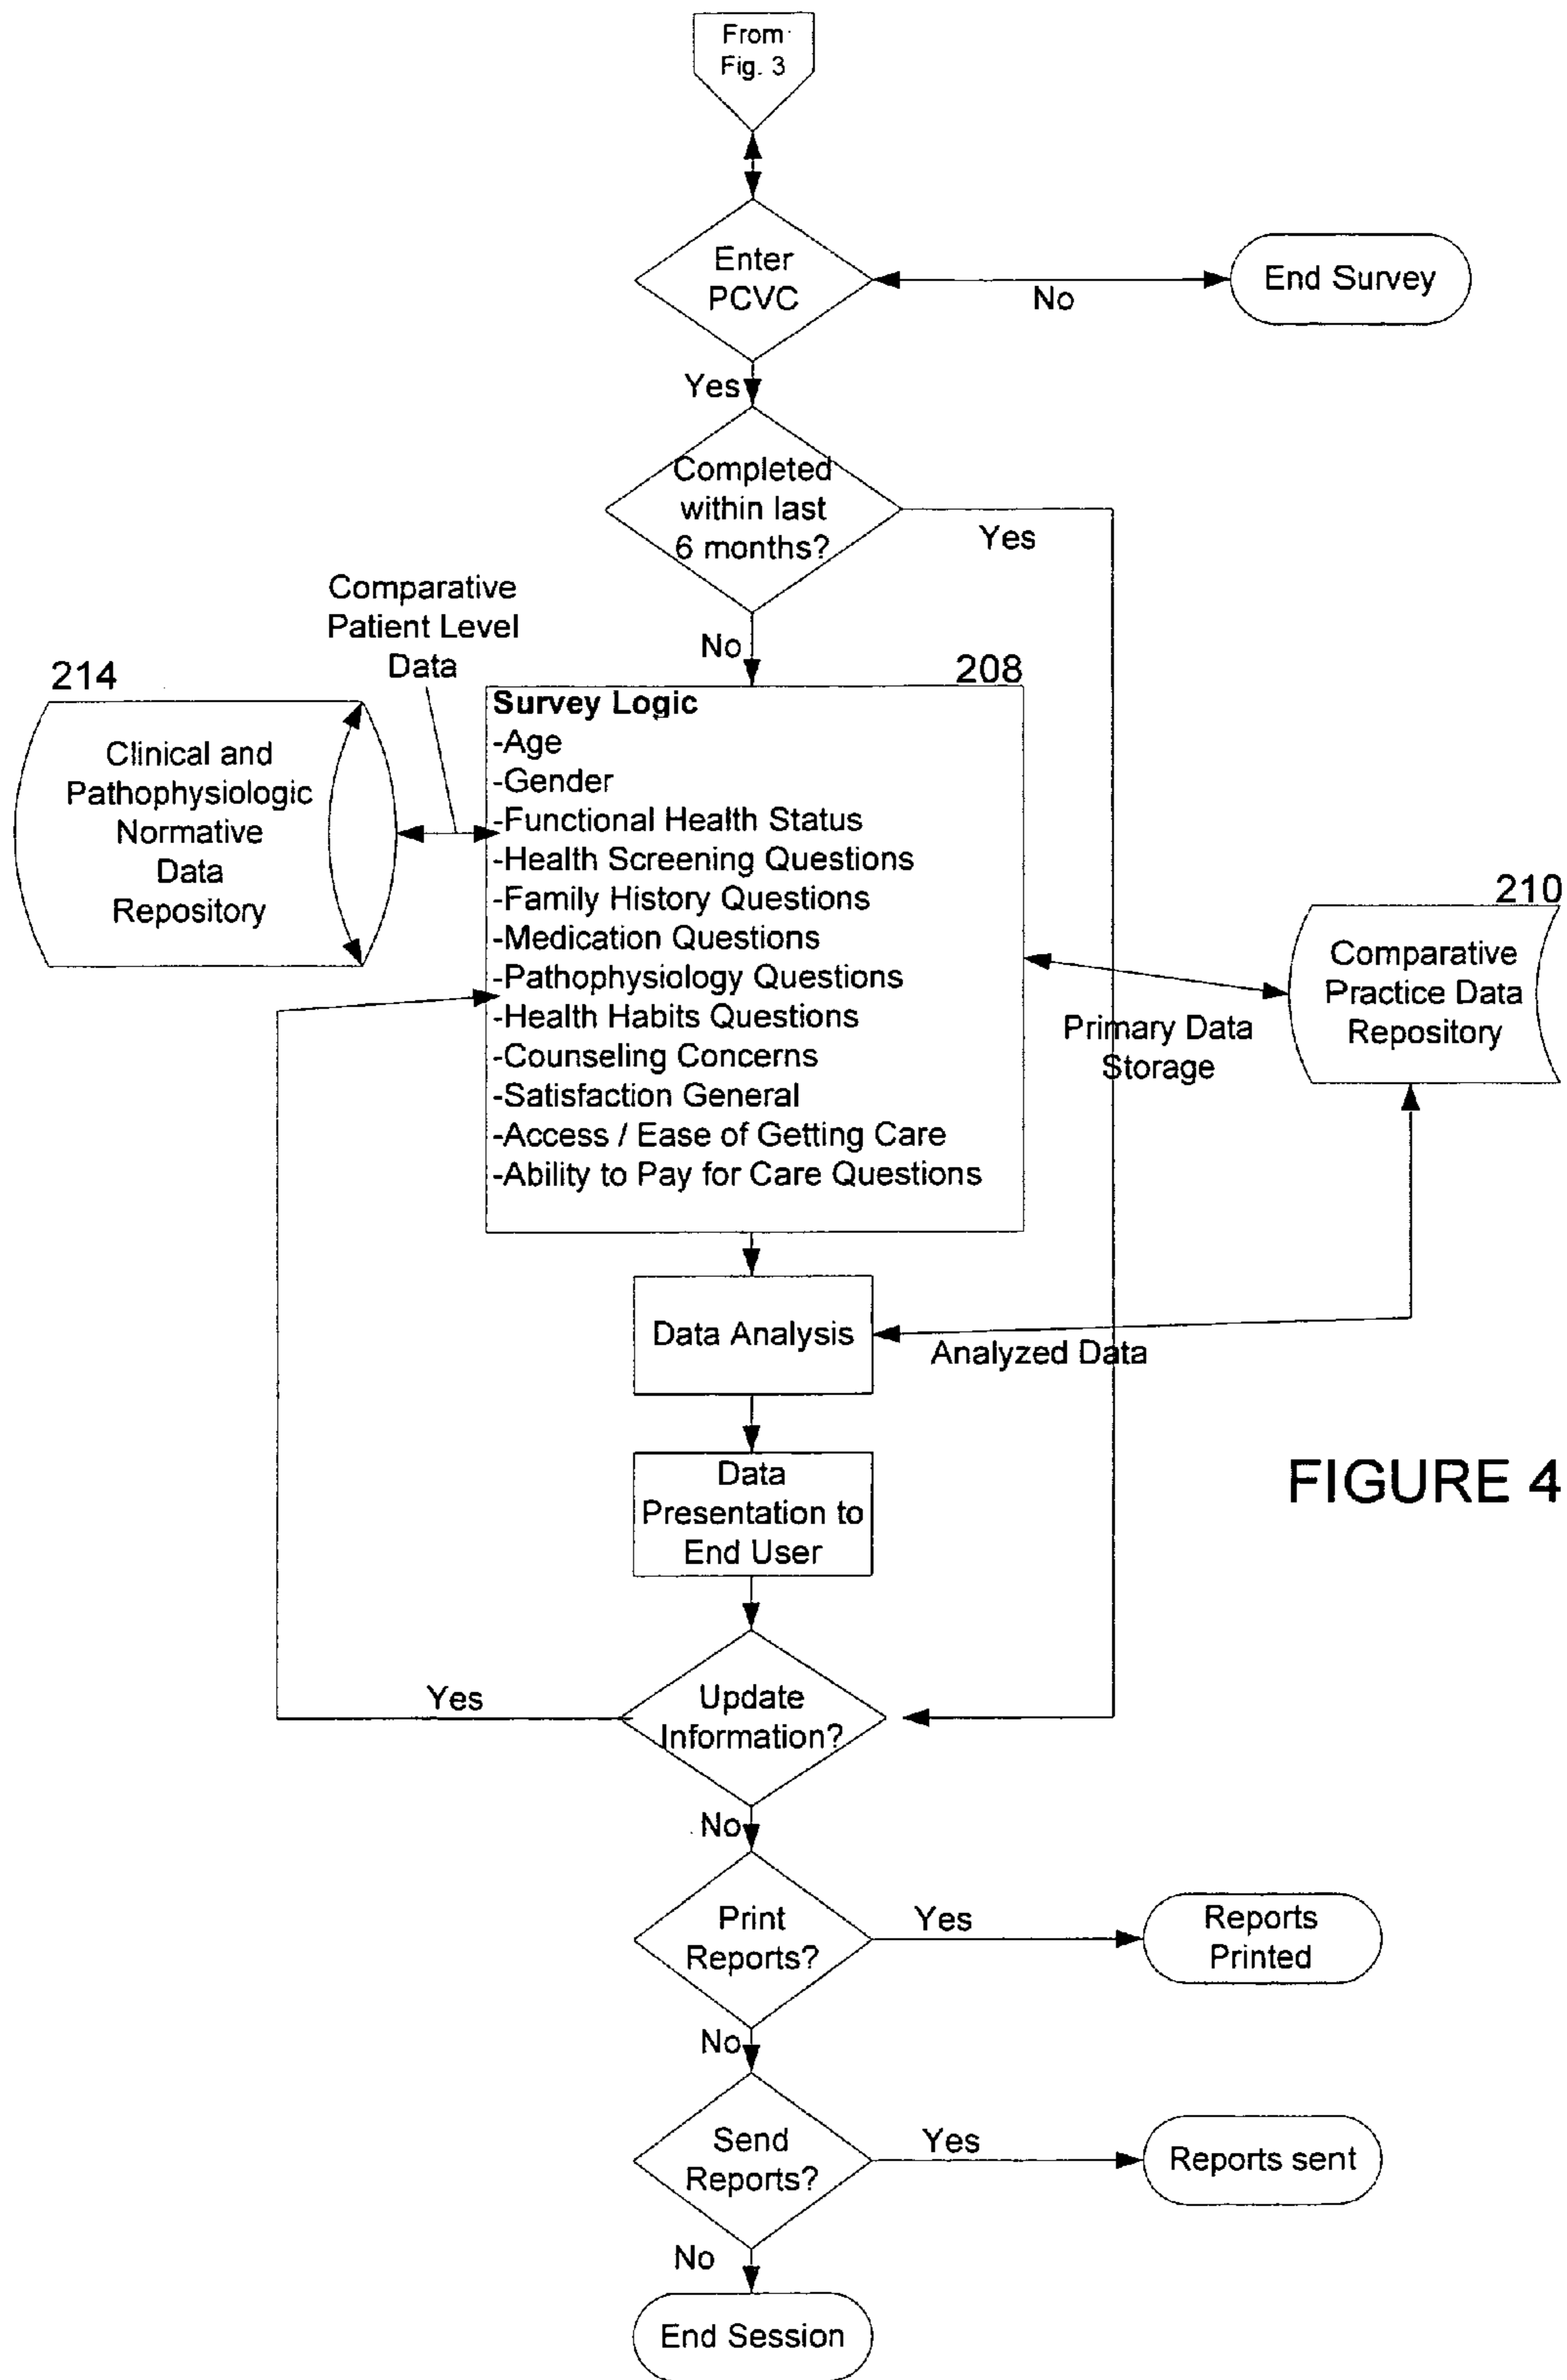 From
Fig. 3
Enter
PCVC
No
End Survey
Yes
Completed
within last
6 months?
Yes
Comparative
Patient Level
Data
No
214
208
Clinical and
Pathophysiologic
Normative
Data
Repository
Survey Logic
-Age
-Gender
-Functional Health Status
-Health Screening Questions
-Family History Questions
-Medication Questions
-Pathophysiology Questions
-Health Habits Questions
-Counseling Concerns
-Satisfaction General
-Access / Ease of Getting Care
-Ability to Pay for Care Questions
210
Comparative
Practice Data
Repository
Primary Data
Storage
Data Analysis
Analyzed Data
Data
Presentation to
End User
FIGURE 4
Yes
Update
Information?
No
Print
Reports?
Yes
Reports
Printed
No
Send
Reports?
Yes
Reports sent
No
End Session